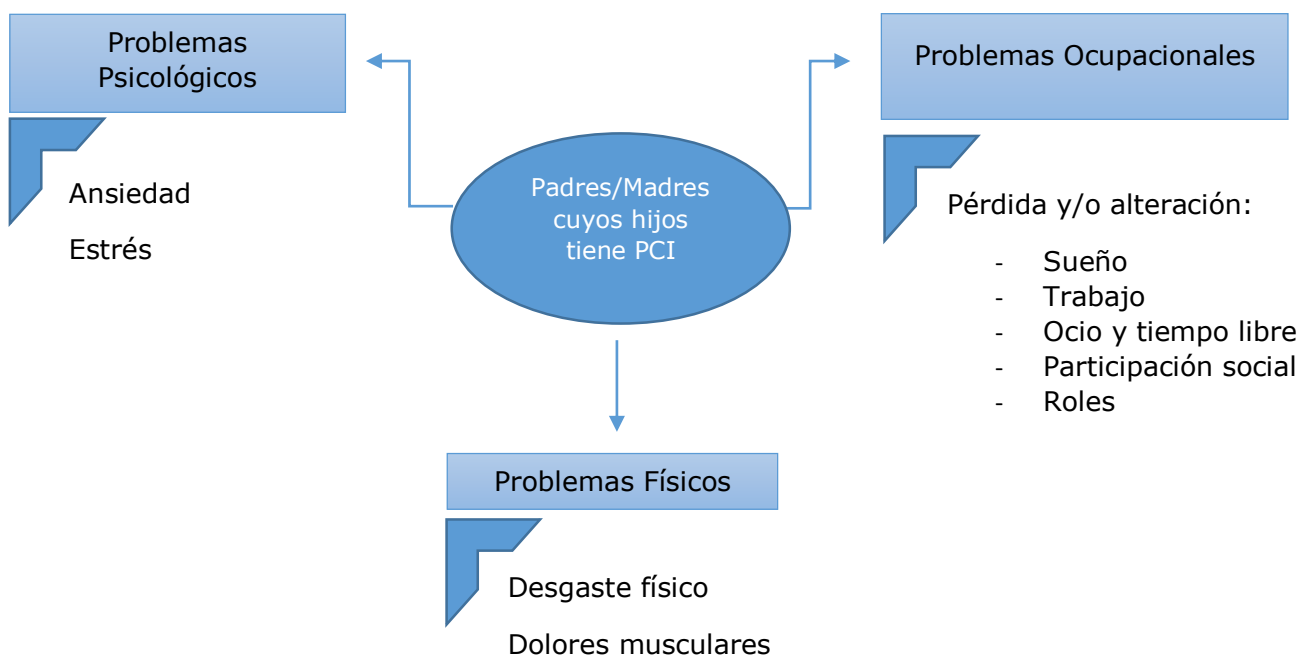 Problemas
Psicológicos
Ansiedad
Estrés
Padres/Madres
cuyos hijos
tiene PCI
Problemas Ocupacionales
Pérdida y/o alteración:
- Sueño
- Trabajo
- Ocio y tiempo libre
- Participación social
- Roles
Problemas Físicos
Desgaste físico
Dolores musculares